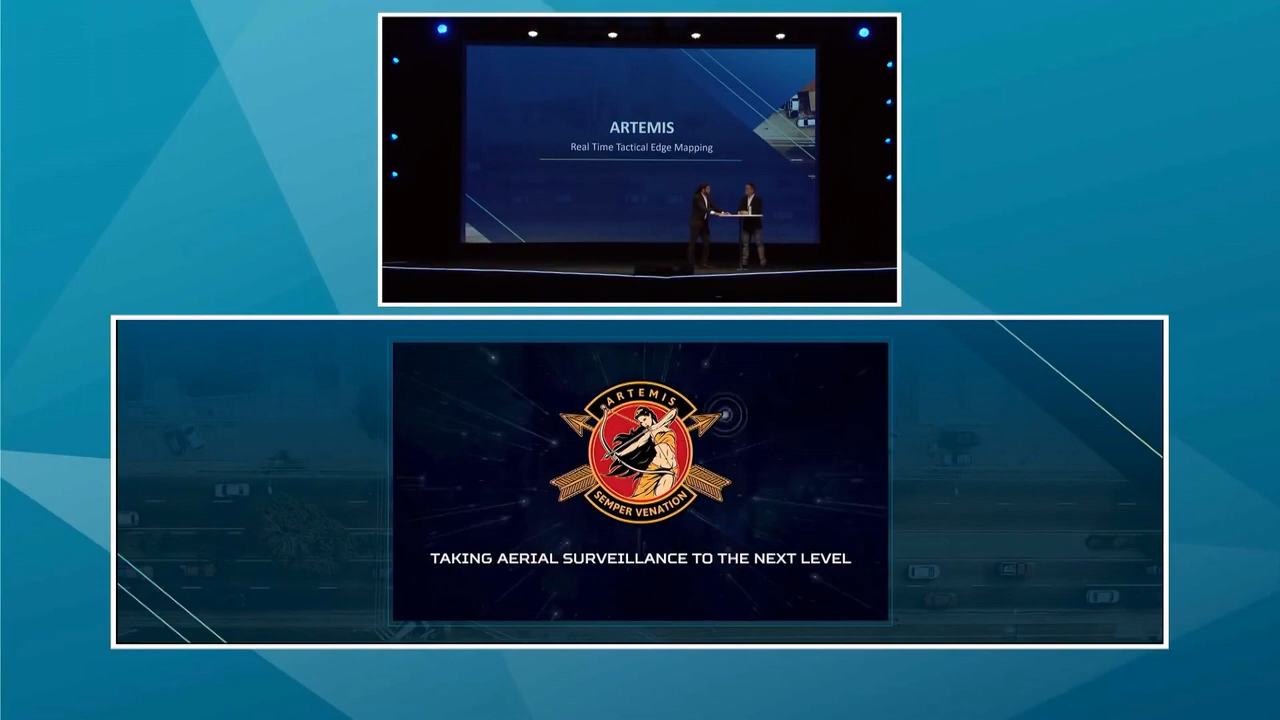 ARTEMIS
Real Time Tactical Edge Mapping
ARTEMIS
SEMPER VENATION
TAKING AERIAL SURVEILLANCE TO THE NEXT LEVEL